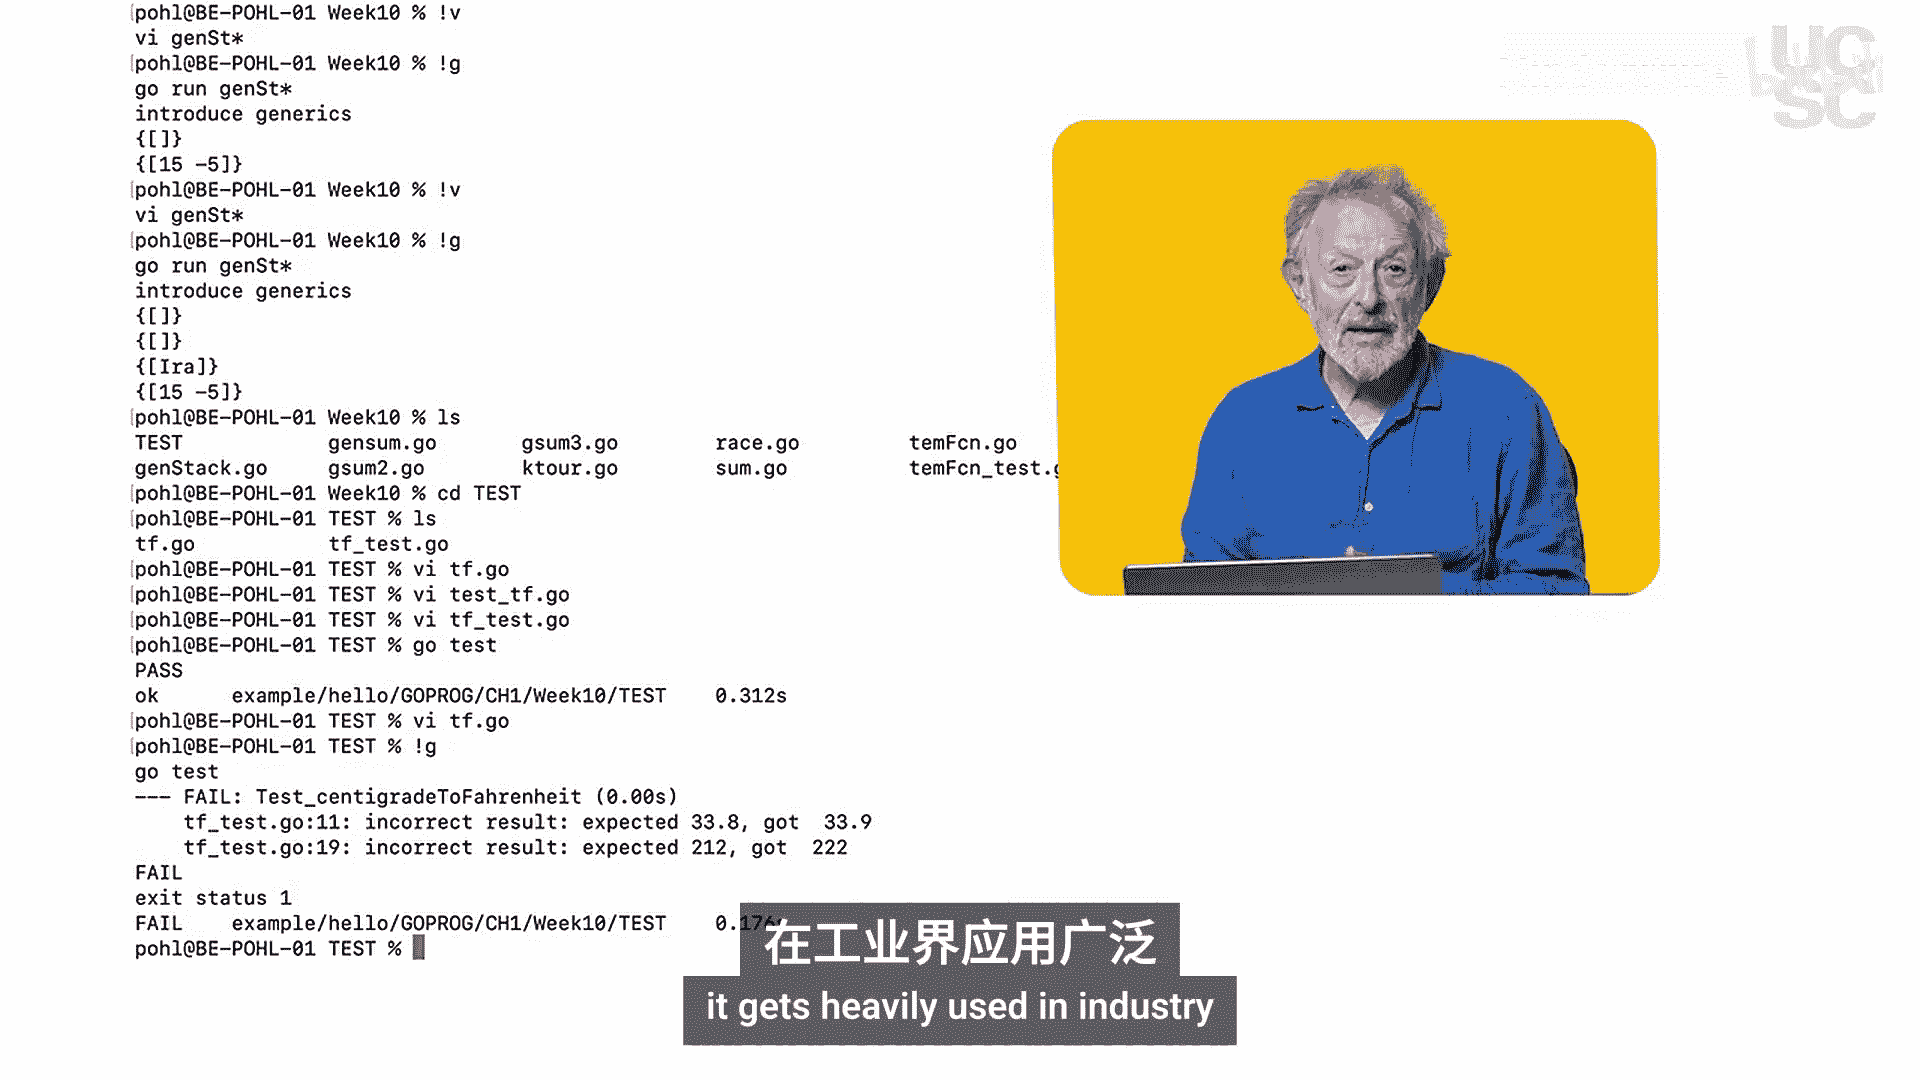 pohl@BE-POHL-01 Week10 % !v
vi genSt*
pohl@BE-POHL-01 Week10 % !g
go run genSt*
introduce generics
{[]}
{[15 -5]}
pohl@BE-POHL-01 Week10 % !v
vi genSt*
pohl@BE-POHL-01 Week10 % !g
go run genSt*
introduce generics
{[]}
{[]}
{[Ira]}
{[15 -5]}
pohl@BE-POHL-01 Week10 % ls
TEST gensum.go gsum3.go race.go temFcn.go
genStack.go gsum2.go ktour.go sum.go temFcn_test.g
pohl@BE-POHL-01 Week10 % cd TEST
pohl@BE-POHL-01 TEST % ls
tf.go tf_test.go
pohl@BE-POHL-01 TEST % vi tf.go
pohl@BE-POHL-01 TEST % vi test_tf.go
pohl@BE-POHL-01 TEST % vi tf_test.go
pohl@BE-POHL-01 TEST % go test
PASS
ok example/hello/GOPROG/CH1/Week10/TEST 0.312s
pohl@BE-POHL-01 TEST % vi tf.go
pohl@BE-POHL-01 TEST % !g
go test
--- FAIL: Test_centigradeToFahrenheit (0.00s)
tf_test.go:11: incorrect result: expected 33.8, got 33.9
tf_test.go:19: incorrect result: expected 212, got 222
FAIL
exit status 1
FAIL example/hello/GOPROG/CH1/Week10/TEST 0.176s
pohl@BE-POHL-01 TEST %
在工业界应用广泛
it gets heavily used in industry
UC
SC